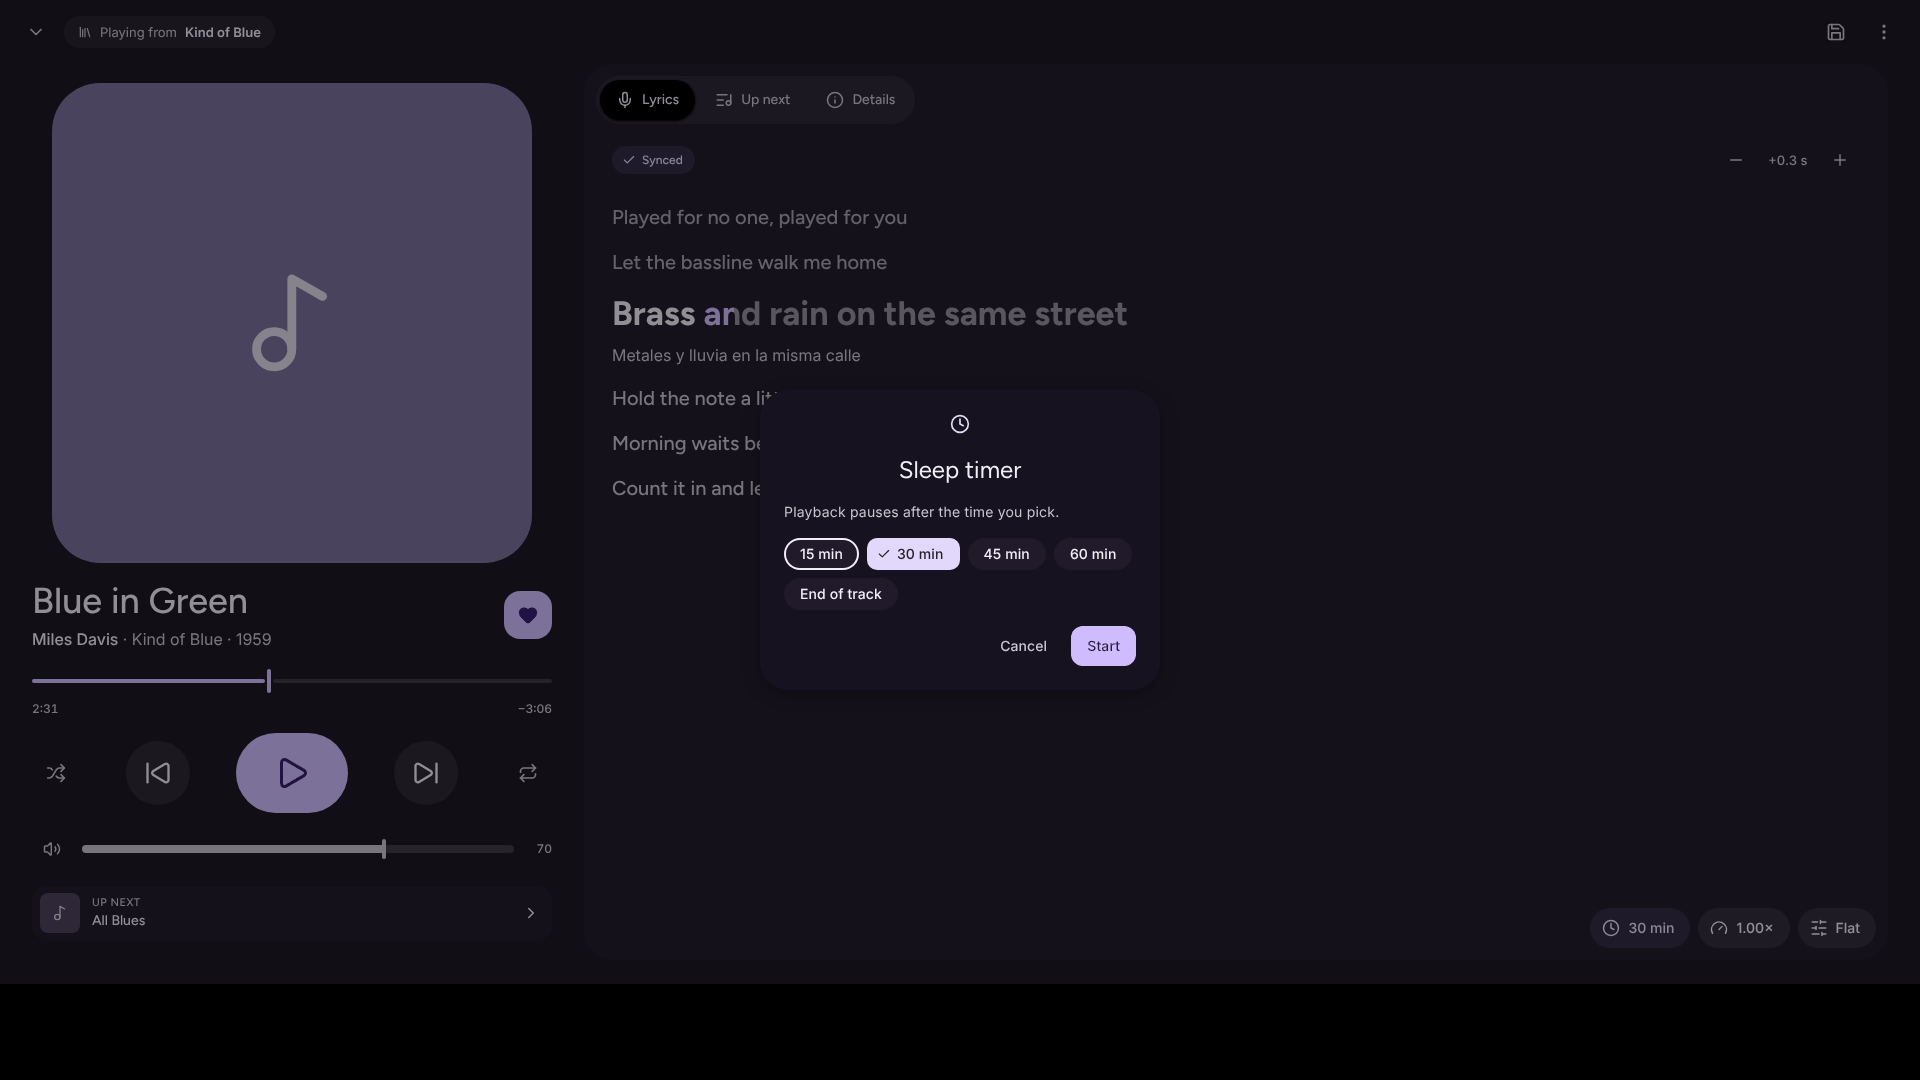 Playing from Kind of Blue
Lyrics
Up next
Details
Synced
+0.3 s
Played for no one, played for you
Let the bassline walk me home
Brass and rain on the same street
Metales y lluvia en la misma calle
Hold the note a
Morning waits
Count it in and
Sleep timer
Playback pauses after the time you pick.
15 min
30 min
45 min
60 min
End of track
Cancel
Start
Blue in Green
Miles Davis · Kind of Blue · 1959
2:31
−3:06
70
UP NEXT
All Blues
30 min
1.00×
Flat